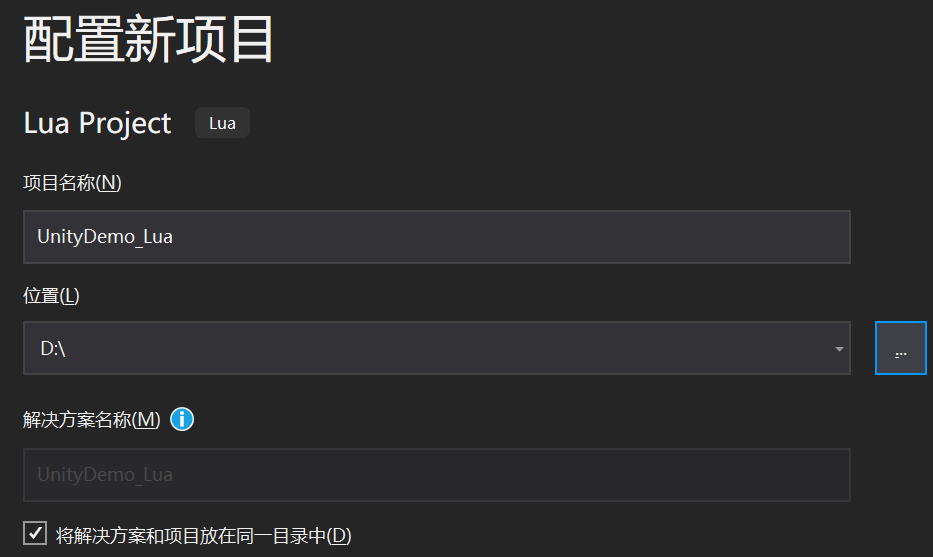 配置新项目
Lua Project Lua
项目名称(N)
UnityDemo_Lua
位置(L)
D:\
...
解决方案名称(M)
UnityDemo_Lua
将解决方案和项目放在同一目录中(D)